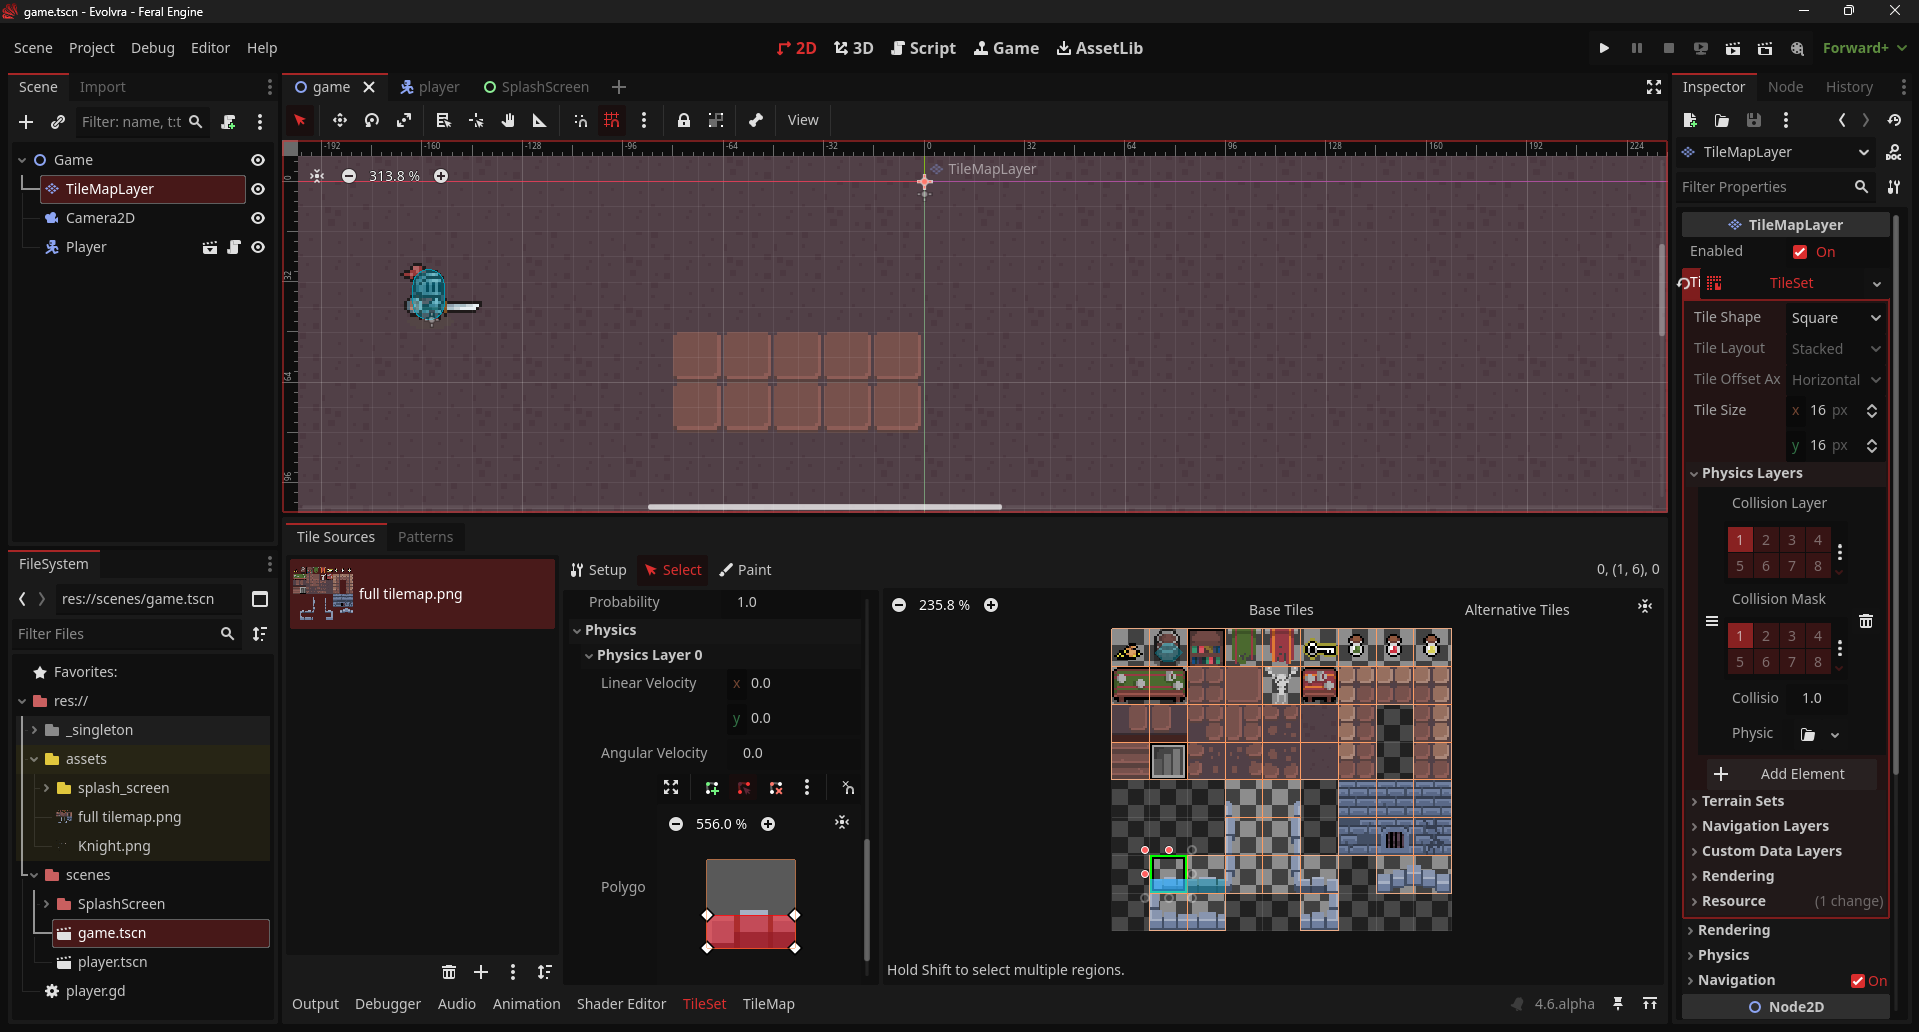 game.tscn - Evolvra - Feral Engine
Scene Project Debug Editor Help
2D 3D Script Game AssetLib
Forward+
Scene Import
Filter: name, t:t
Game
TileMapLayer
Camera2D
Player
game player SplashScreen
View
-192 -160 -128 -96 -64 -32 0 32 64 96 128 160 192 224
0
32
64
96
313.8 %
TileMapLayer
FileSystem
res://scenes/game.tscn
Filter Files
Favorites:
res://
_singleton
assets
splash_screen
full tilemap.png
Knight.png
scenes
SplashScreen
game.tscn
player.tscn
player.gd
Tile Sources Patterns
full tilemap.png
Setup Select Paint
0, (1, 6), 0
Probability 1.0
Physics
Physics Layer 0
Linear Velocity x 0.0
y 0.0
Angular Velocity 0.0
556.0 %
Polygo
235.8 %
Base Tiles
Alternative Tiles
Hold Shift to select multiple regions.
Output Debugger Audio Animation Shader Editor TileSet TileMap
4.6.alpha
Inspector Node History
TileMapLayer
Filter Properties
TileMapLayer
Enabled On
Ti TileSet
Tile Shape Square
Tile Layout Stacked
Tile Offset Ax Horizontal
Tile Size x 16 px
y 16 px
Physics Layers
Collision Layer
1 2 3 4
5 6 7 8
Collision Mask
1 2 3 4
5 6 7 8
Collisio 1.0
Physic
Add Element
Terrain Sets
Navigation Layers
Custom Data Layers
Rendering
Resource (1 change)
Rendering
Physics
Navigation On
Node2D